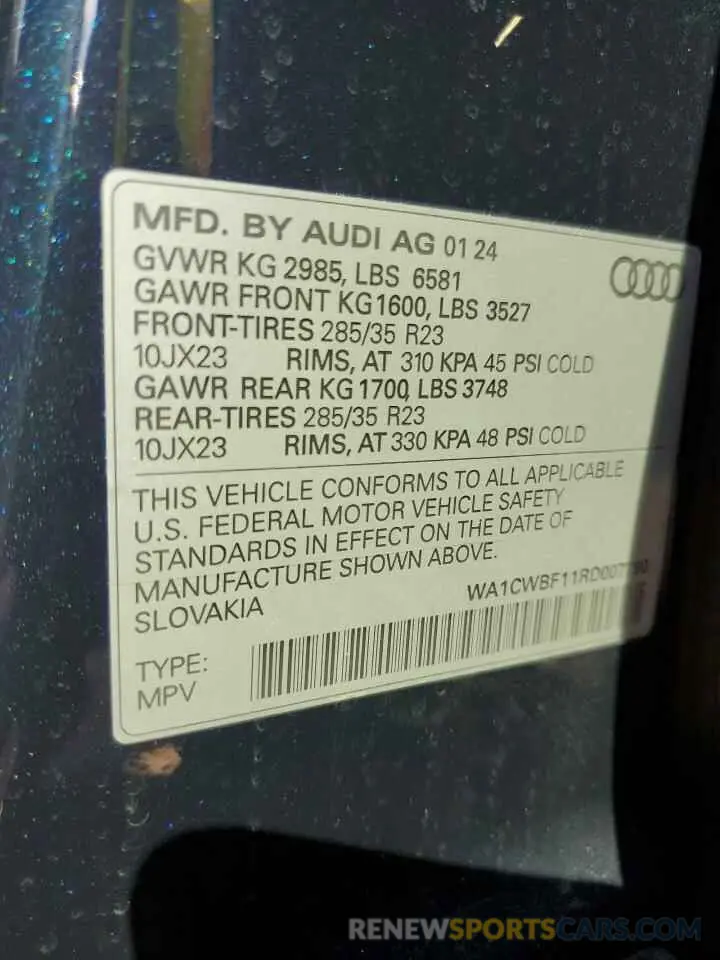 MFD. BY AUDI AG 01 24
GVWR KG 2985, LBS 6581
GAWR FRONT KG1600, LBS 3527
FRONT-TIRES 285/35 R23
10JX23 RIMS, AT 310 KPA 45 PSI COLD
GAWR REAR KG 1700, LBS 3748
REAR-TIRES 285/35 R23
10JX23 RIMS, AT 330 KPA 48 PSI COLD
THIS VEHICLE CONFORMS TO ALL APPLICABLE
U.S. FEDERAL MOTOR VEHICLE SAFETY
STANDARDS IN EFFECT ON THE DATE OF
MANUFACTURE SHOWN ABOVE.
SLOVAKIA
TYPE:
MPV
RENEWSPORTSCARS.COM